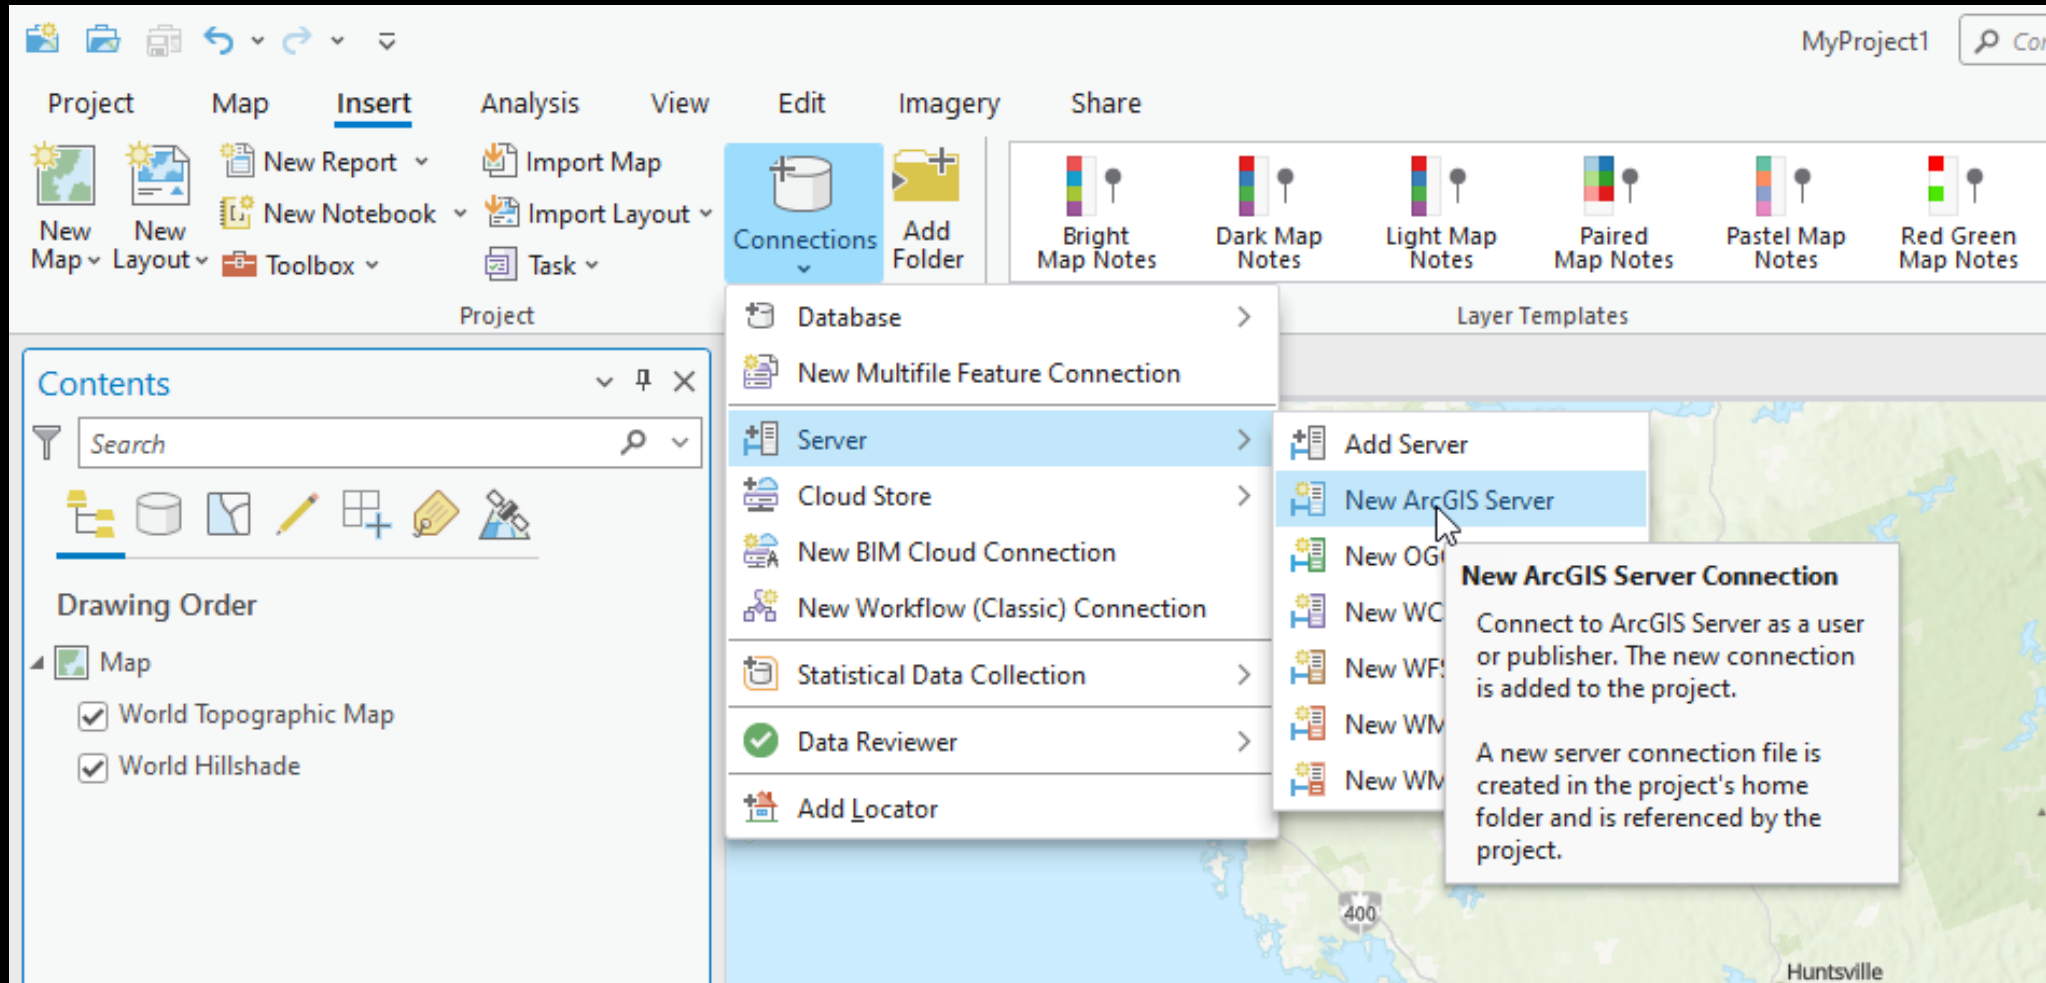 MyProject1
Project Map Insert Analysis View Edit Imagery Share
New Map
New Layout
New Report
New Notebook
Toolbox
Import Map
Import Layout
Task
Connections
Add Folder
Bright Map Notes
Dark Map Notes
Light Map Notes
Paired Map Notes
Pastel Map Notes
Red Green Map Notes
Project
Layer Templates
Contents
Search
Drawing Order
Map
World Topographic Map
World Hillshade
Database
New Multifile Feature Connection
Server
Cloud Store
New BIM Cloud Connection
New Workflow (Classic) Connection
Statistical Data Collection
Data Reviewer
Add Locator
Add Server
New ArcGIS Server
New
New
New
New
New
New ArcGIS Server Connection
Connect to ArcGIS Server as a user
or publisher. The new connection
is added to the project.
A new server connection file is
created in the project's home
folder and is referenced by the
project.
400
Huntsville